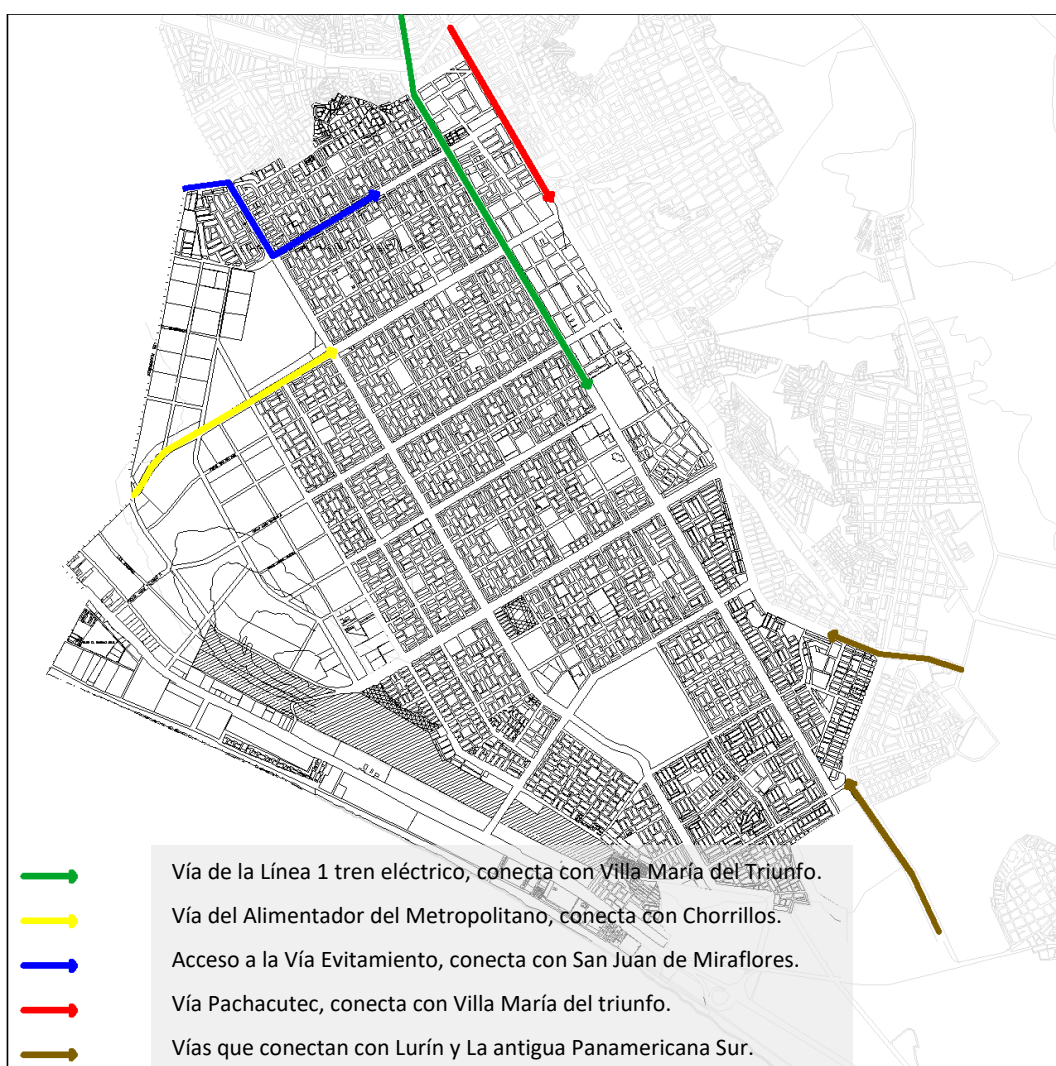 Vía de la Línea 1 tren eléctrico, conecta con Villa María del Triunfo.
Vía del Alimentador del Metropolitano, conecta con Chorrillos.
Acceso a la Vía Evitamiento, conecta con San Juan de Miraflores.
Vía Pachacutec, conecta con Villa María del triunfo.
Vías que conectan con Lurín y La antigua Panamericana Sur.